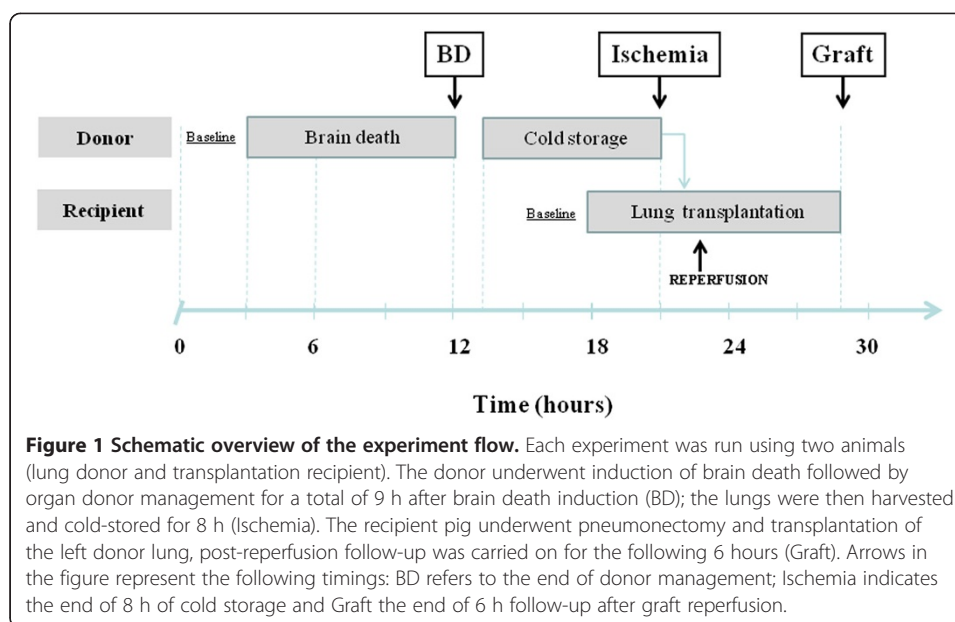 BD Ischemia Graft
Donor Baseline Brain death Cold storage
Recipient Baseline Lung transplantation
REPERFUSION
0 6 12 18 24 30
Time (hours)
Figure 1 Schematic overview of the experiment flow. Each experiment was run using two animals
(lung donor and transplantation recipient). The donor underwent induction of brain death followed by
organ donor management for a total of 9 h after brain death induction (BD); the lungs were then harvested
and cold-stored for 8 h (Ischemia). The recipient pig underwent pneumonectomy and transplantation of
the left donor lung, post-reperfusion follow-up was carried on for the following 6 hours (Graft). Arrows in
the figure represent the following timings: BD refers to the end of donor management; Ischemia indicates
the end of 8 h of cold storage and Graft the end of 6 h follow-up after graft reperfusion.